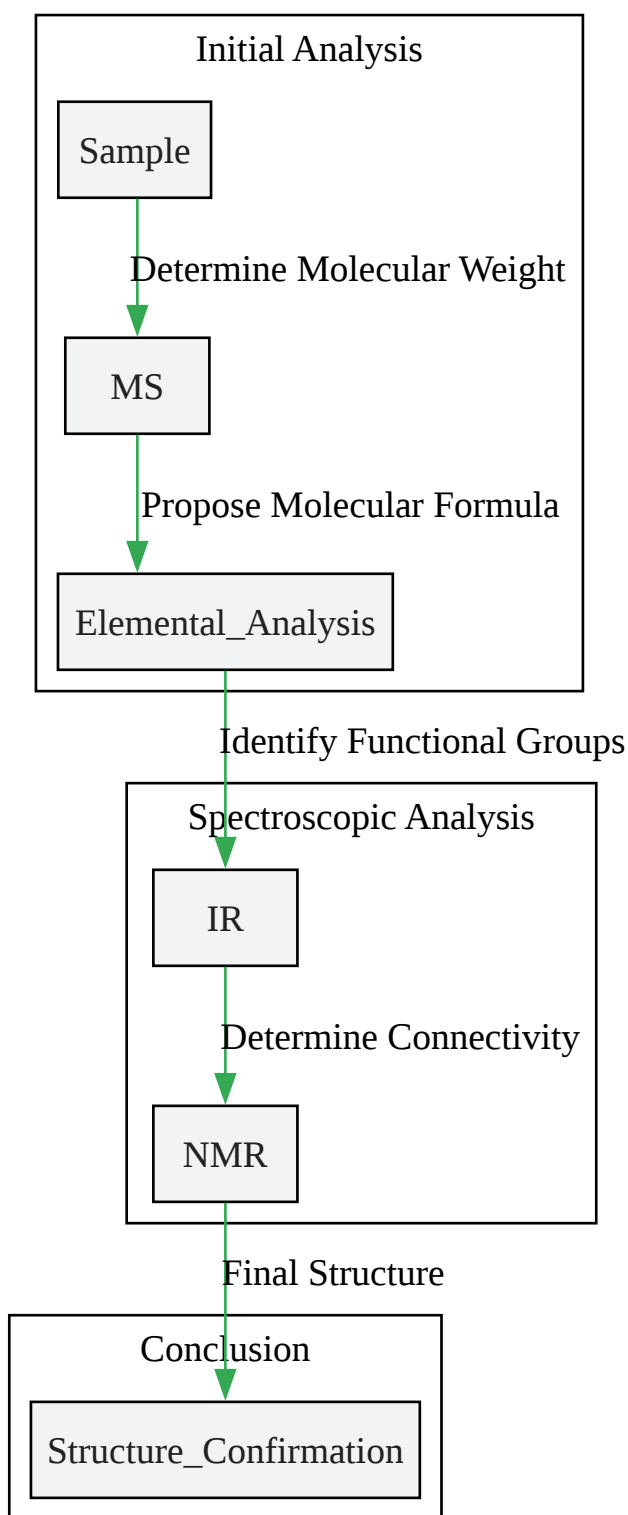 Initial Analysis
Sample
Determine Molecular Weight
MS
Propose Molecular Formula
Elemental_Analysis
Identify Functional Groups
Spectroscopic Analysis
IR
Determine Connectivity
NMR
Final Structure
Conclusion
Structure_Confirmation